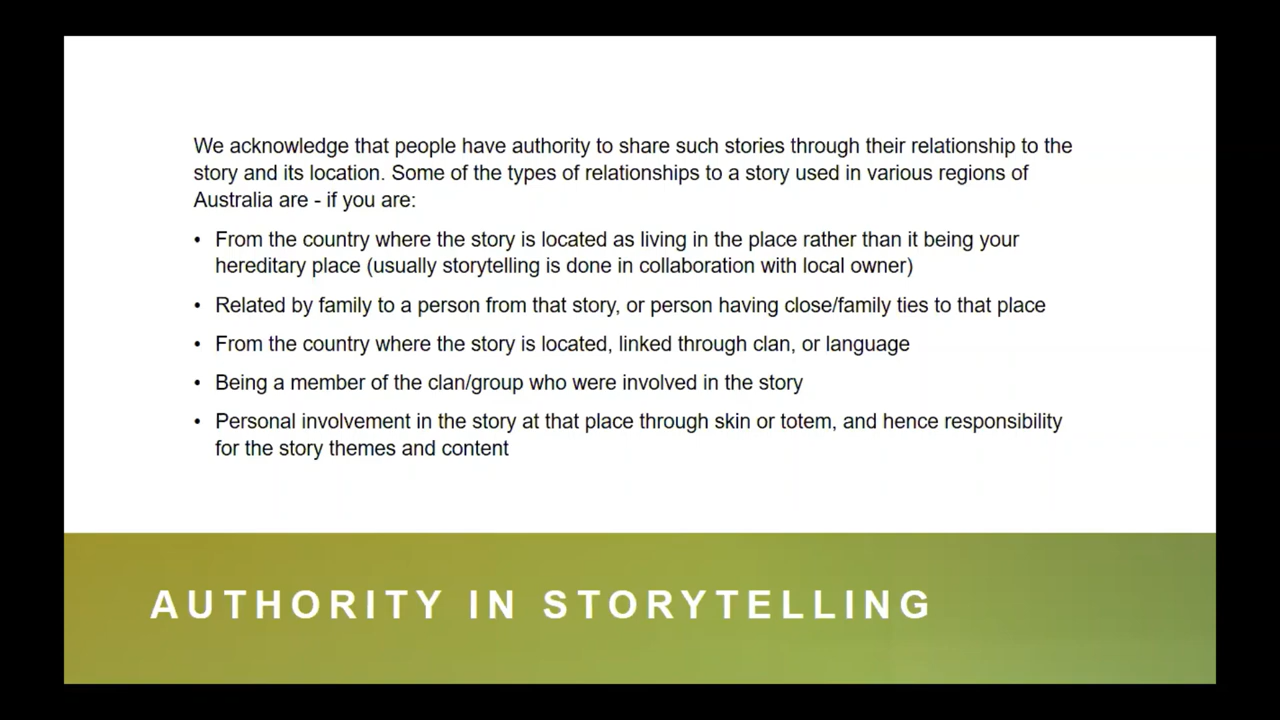 We acknowledge that people have authority to share such stories through their relationship to the
story and its location. Some of the types of relationships to a story used in various regions of
Australia are - if you are:
• From the country where the story is located as living in the place rather than it being your
hereditary place (usually storytelling is done in collaboration with local owner)
• Related by family to a person from that story, or person having close/family ties to that place
• From the country where the story is located, linked through clan, or language
• Being a member of the clan/group who were involved in the story
• Personal involvement in the story at that place through skin or totem, and hence responsibility
for the story themes and content
AUTHORITY IN STORYTELLING